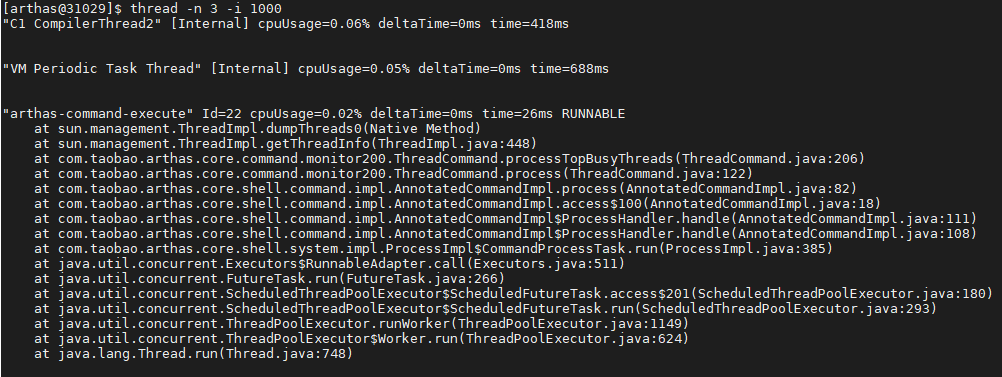 [arthas@31029]$ thread -n 3 -i 1000
"C1 CompilerThread2" [Internal] cpuUsage=0.06% deltaTime=0ms time=418ms
"VM Periodic Task Thread" [Internal] cpuUsage=0.05% deltaTime=0ms time=688ms
"arthas-command-execute" Id=22 cpuUsage=0.02% deltaTime=0ms time=26ms RUNNABLE
at sun.management.ThreadImpl.dumpThreads0(Native Method)
at sun.management.ThreadImpl.getThreadInfo(ThreadImpl.java:448)
at com.taobao.arthas.core.command.monitor200.ThreadCommand.processTopBusyThreads(ThreadCommand.java:206)
at com.taobao.arthas.core.command.monitor200.ThreadCommand.process(ThreadCommand.java:122)
at com.taobao.arthas.core.shell.command.impl.AnnotatedCommandImpl.process(AnnotatedCommandImpl.java:82)
at com.taobao.arthas.core.shell.command.impl.AnnotatedCommandImpl.access$100(AnnotatedCommandImpl.java:18)
at com.taobao.arthas.core.shell.command.impl.AnnotatedCommandImpl$ProcessHandler.handle(AnnotatedCommandImpl.java:111)
at com.taobao.arthas.core.shell.command.impl.AnnotatedCommandImpl$ProcessHandler.handle(AnnotatedCommandImpl.java:108)
at com.taobao.arthas.core.shell.system.impl.ProcessImpl$CommandProcessTask.run(ProcessImpl.java:385)
at java.util.concurrent.Executors$RunnableAdapter.call(Executors.java:511)
at java.util.concurrent.FutureTask.run(FutureTask.java:266)
at java.util.concurrent.ScheduledThreadPoolExecutor$ScheduledFutureTask.access$201(ScheduledThreadPoolExecutor.java:180)
at java.util.concurrent.ScheduledThreadPoolExecutor$ScheduledFutureTask.run(ScheduledThreadPoolExecutor.java:293)
at java.util.concurrent.ThreadPoolExecutor.runWorker(ThreadPoolExecutor.java:1149)
at java.util.concurrent.ThreadPoolExecutor$Worker.run(ThreadPoolExecutor.java:624)
at java.lang.Thread.run(Thread.java:748)